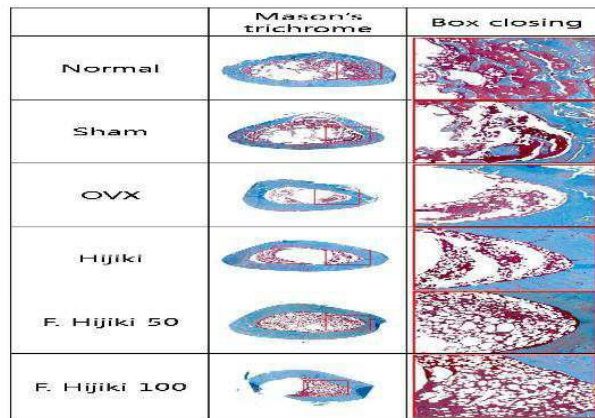 Mason's
trichrome
Box closing
Normal
Sham
OVX
Hijiki
F. Hijiki 50
F. Hijiki 100